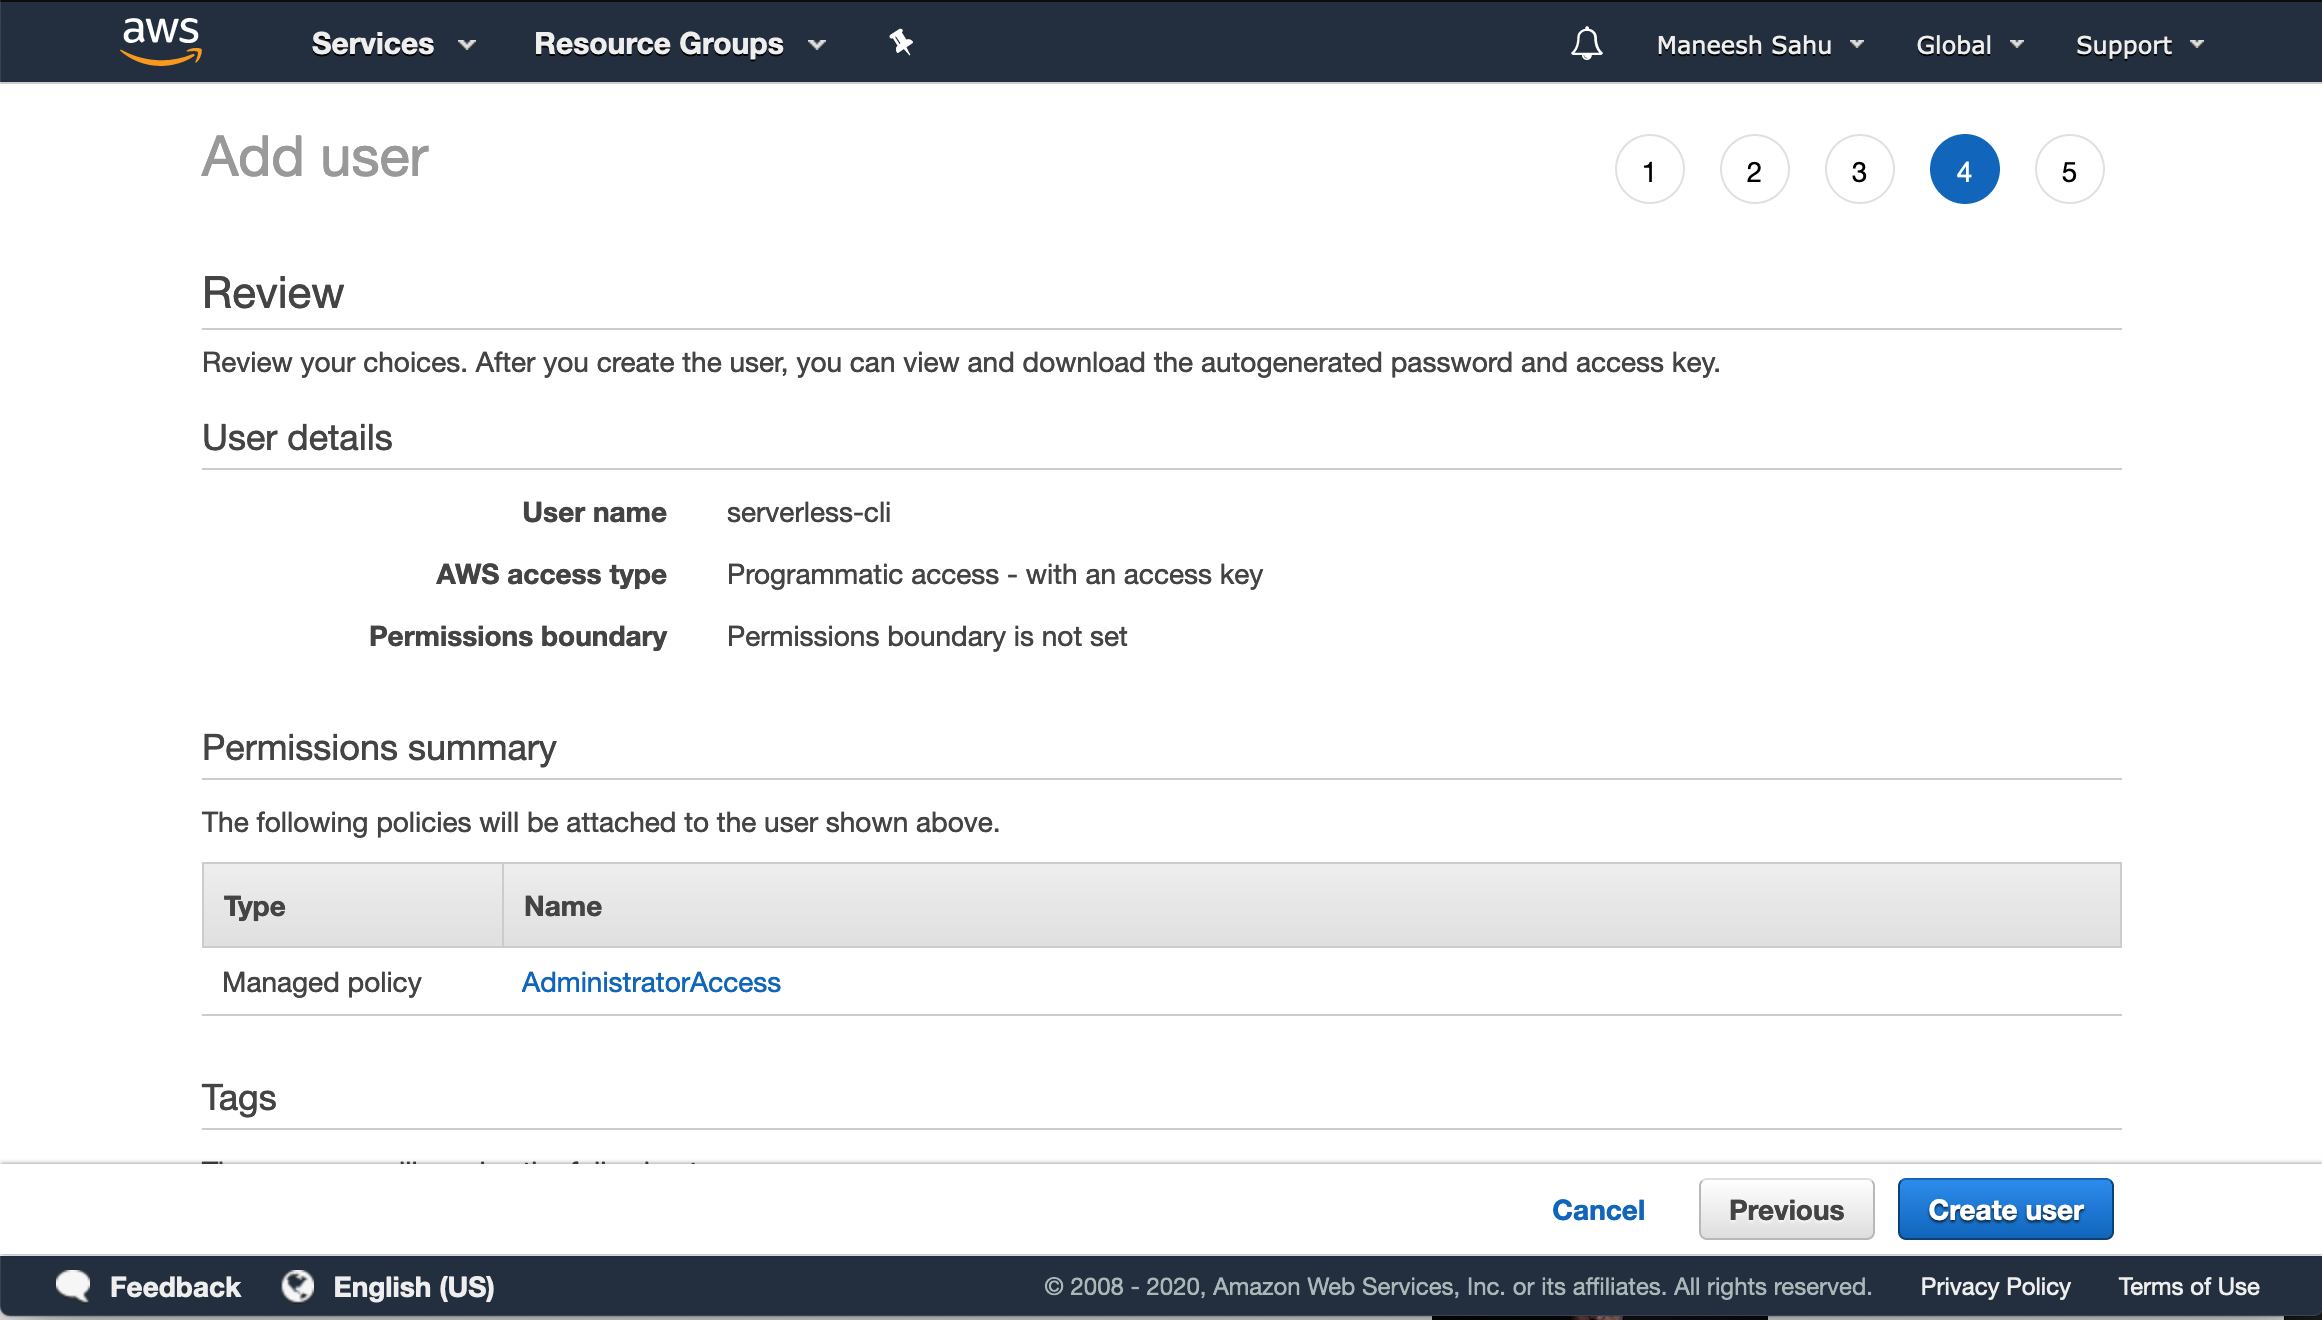 aws Services Resource Groups Maneesh Sahu Global Support
Add user 1 2 3 4 5
Review
Review your choices. After you create the user, you can view and download the autogenerated password and access key.
User details
User name serverless-cli
AWS access type Programmatic access - with an access key
Permissions boundary Permissions boundary is not set
Permissions summary
The following policies will be attached to the user shown above.
Type Name
Managed policy AdministratorAccess
Tags
Cancel Previous Create user
Feedback English (US) © 2008 - 2020, Amazon Web Services, Inc. or its affiliates. All rights reserved. Privacy Policy Terms of Use